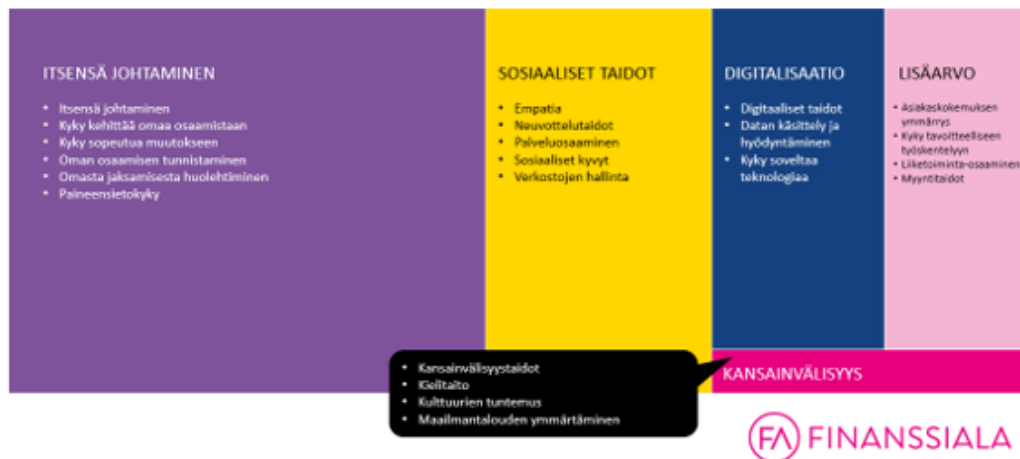 ITSENSÄ JOHTAMINEN
• Itsensä johtaminen
• Kyky kehittää omaa osaamistaan
• Kyky sopeutua muutokseen
• Oman osaamisen tunnistaminen
• Omasta jaksamisesta huolehtiminen
• Paineensietokyky
SOSIAALISET TAIDOT
• Empatia
• Neuvottelutaidot
• Palveluosaaminen
• Sosiaaliset kyvyt
• Verkostojen hallinta
DIGITALISAATIO
• Digitaaliset taidot
• Datan käsittely ja
hyödyntäminen
• Kyky soveltaa
teknologiaa
LISÄARVO
• Asiakaskokemuksen
ymmärrys
• Kyky tavoitteelliseen
työskentelyyn
• Liiketoiminta-osaaminen
• Myyntitaidot
• Kansainvälisyystaidot
• Kielitaito
• Kulttuurien tuntemus
• Maailmantalouden ymmärtäminen
KANSAINVÄLISYYS
FA FINANSSIALA